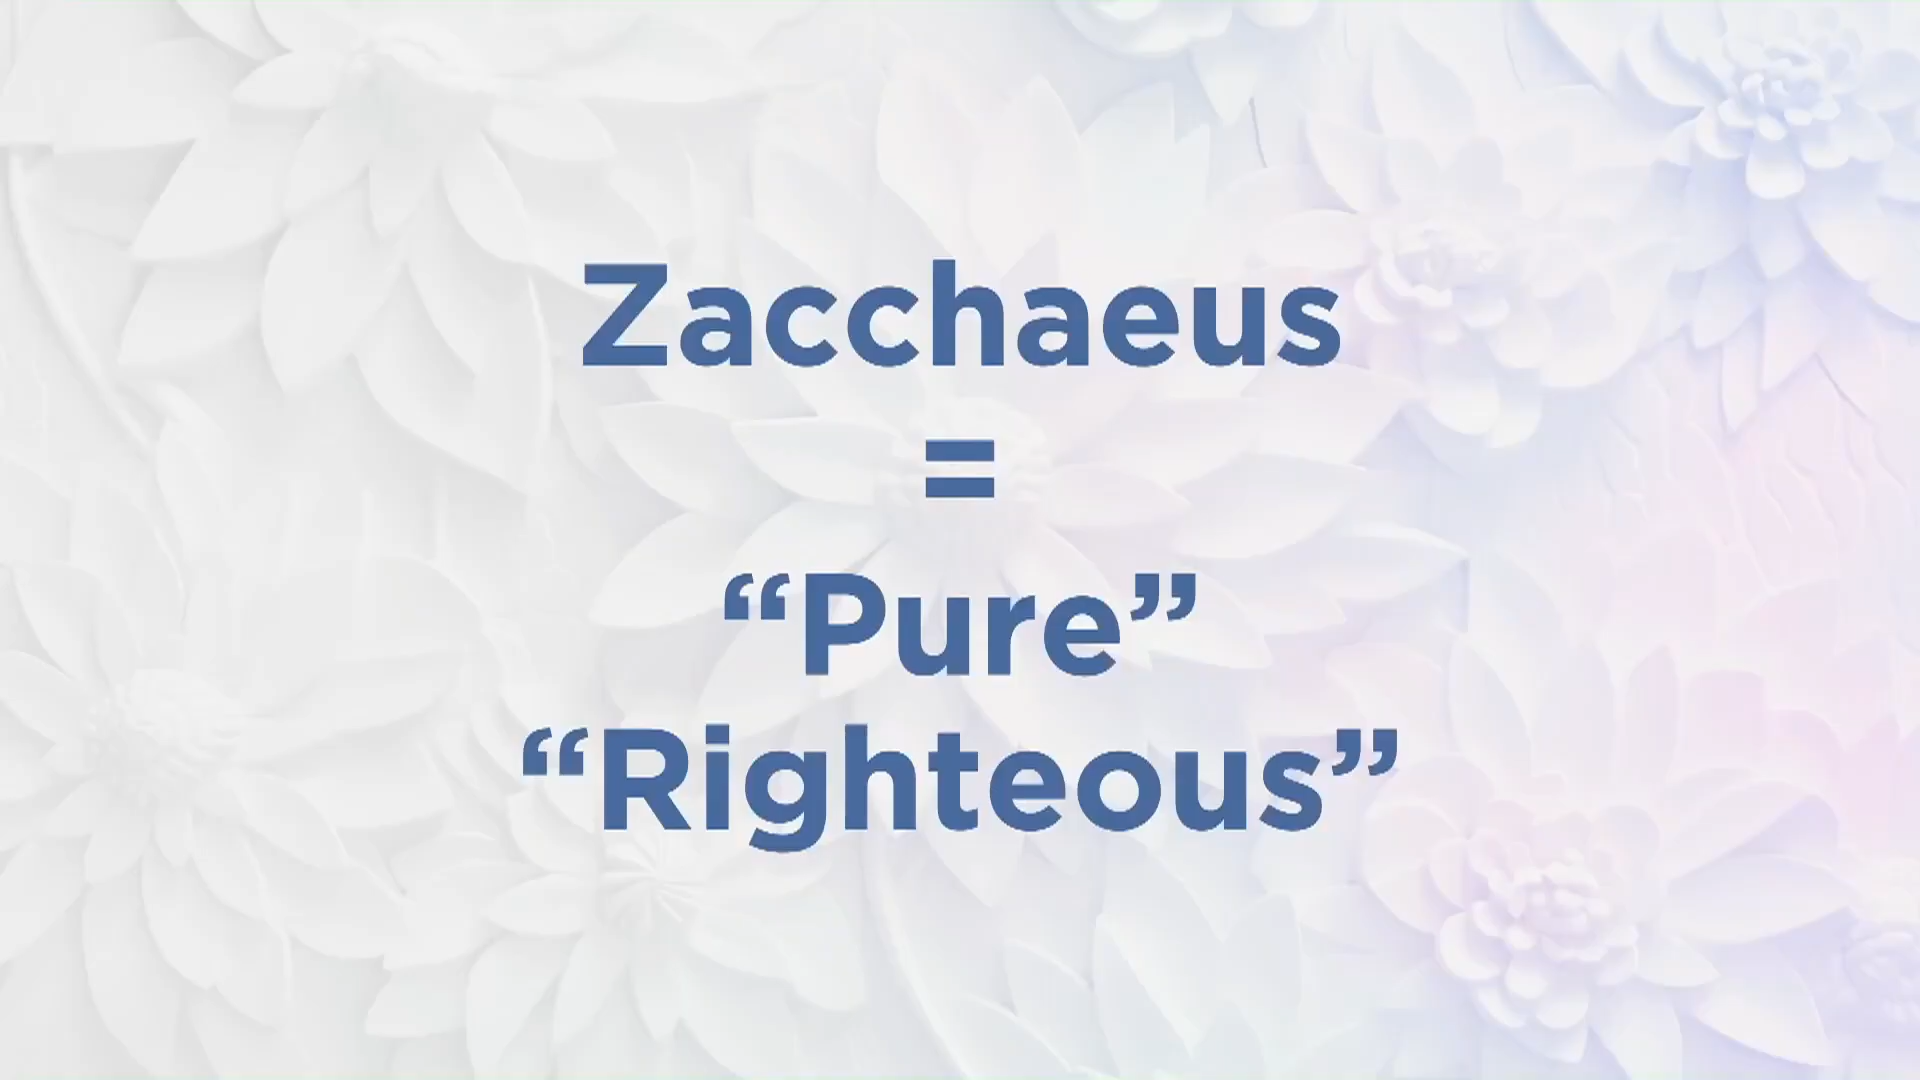 Zacchaeus
=
“Pure”
“Righteous”